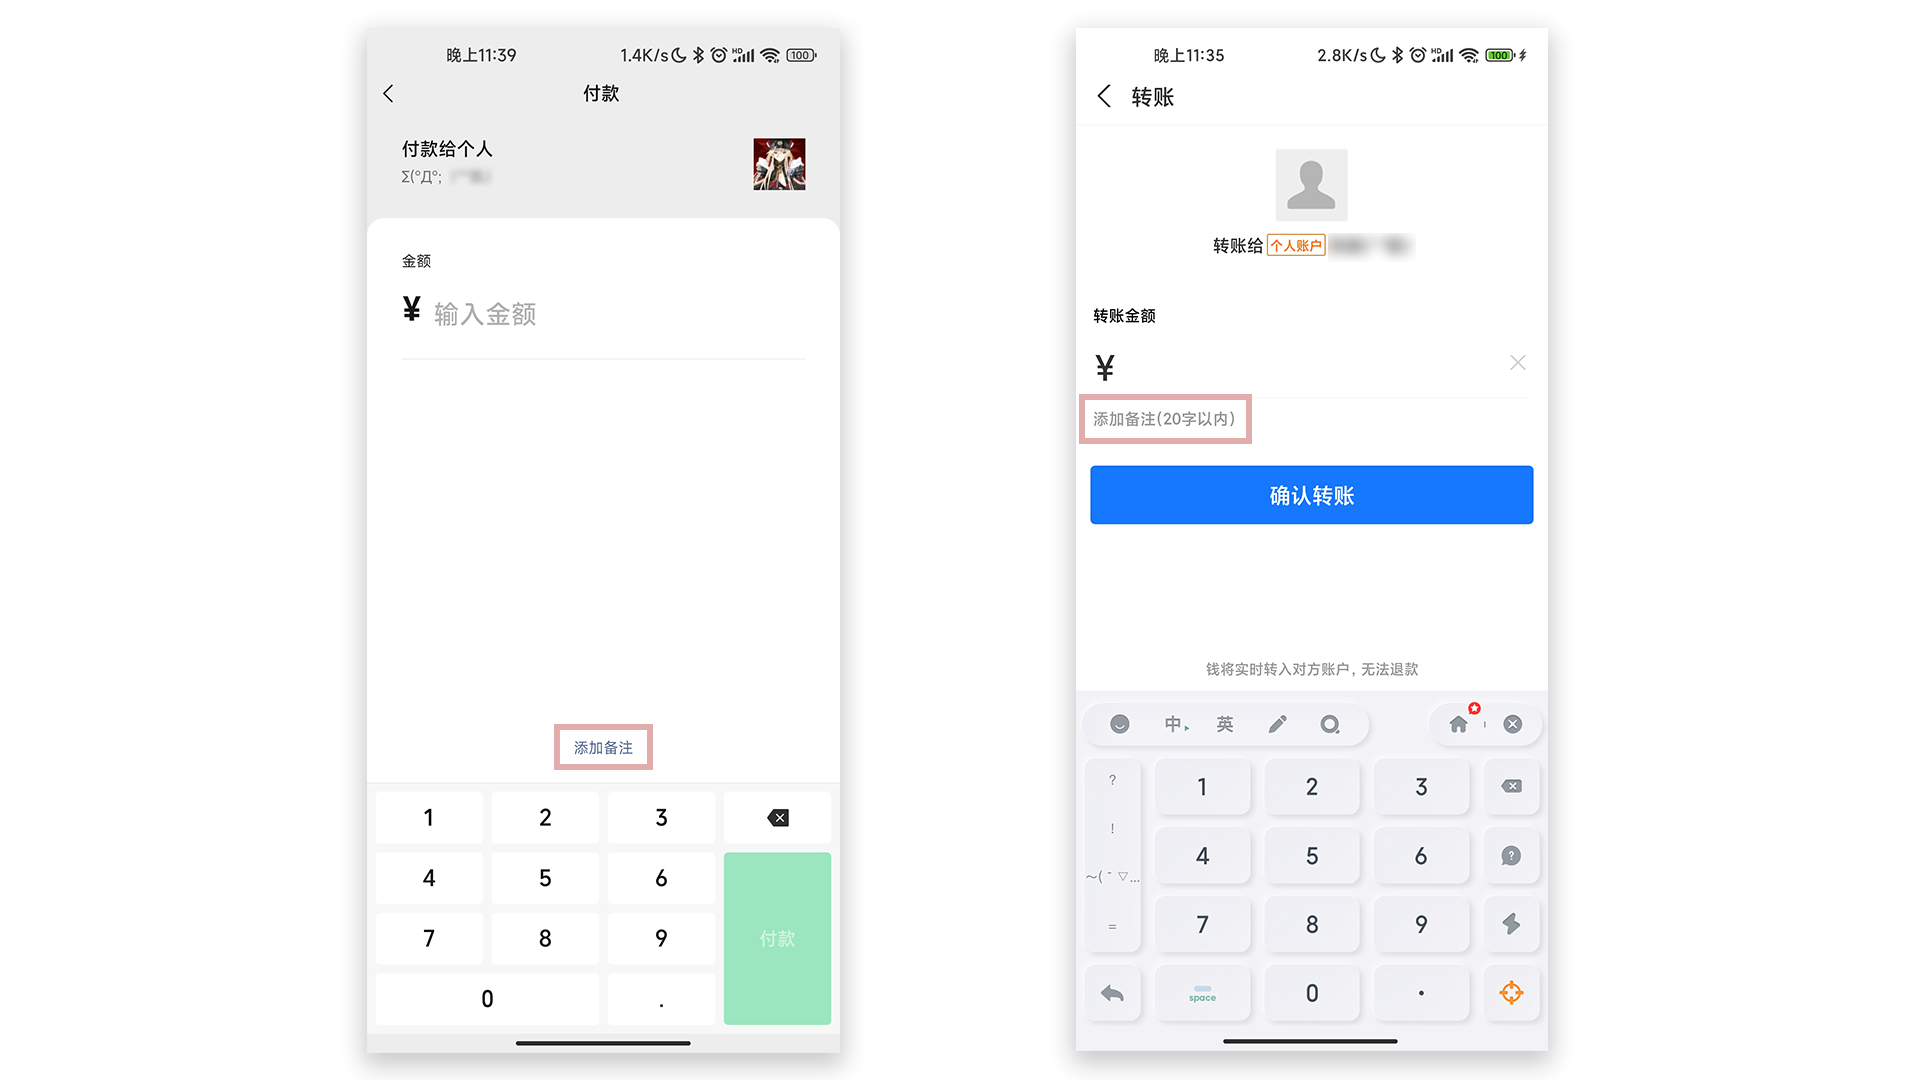 晚上11:39
1.4K/s
HD
100
付款
付款给个人
Σ(°Д°;
金额
¥ 输入金额
添加备注
1 2 3
4 5 6
7 8 9
付款
0 .
晚上11:35
2.8K/s
HD
100
转账
转账给 个人账户
转账金额
¥
添加备注(20字以内)
确认转账
钱将实时转入对方账户，无法退款
中 英
? 1 2 3
!
4 5 6 ?
~(ˉ▽...
7 8 9
=
space 0 ·